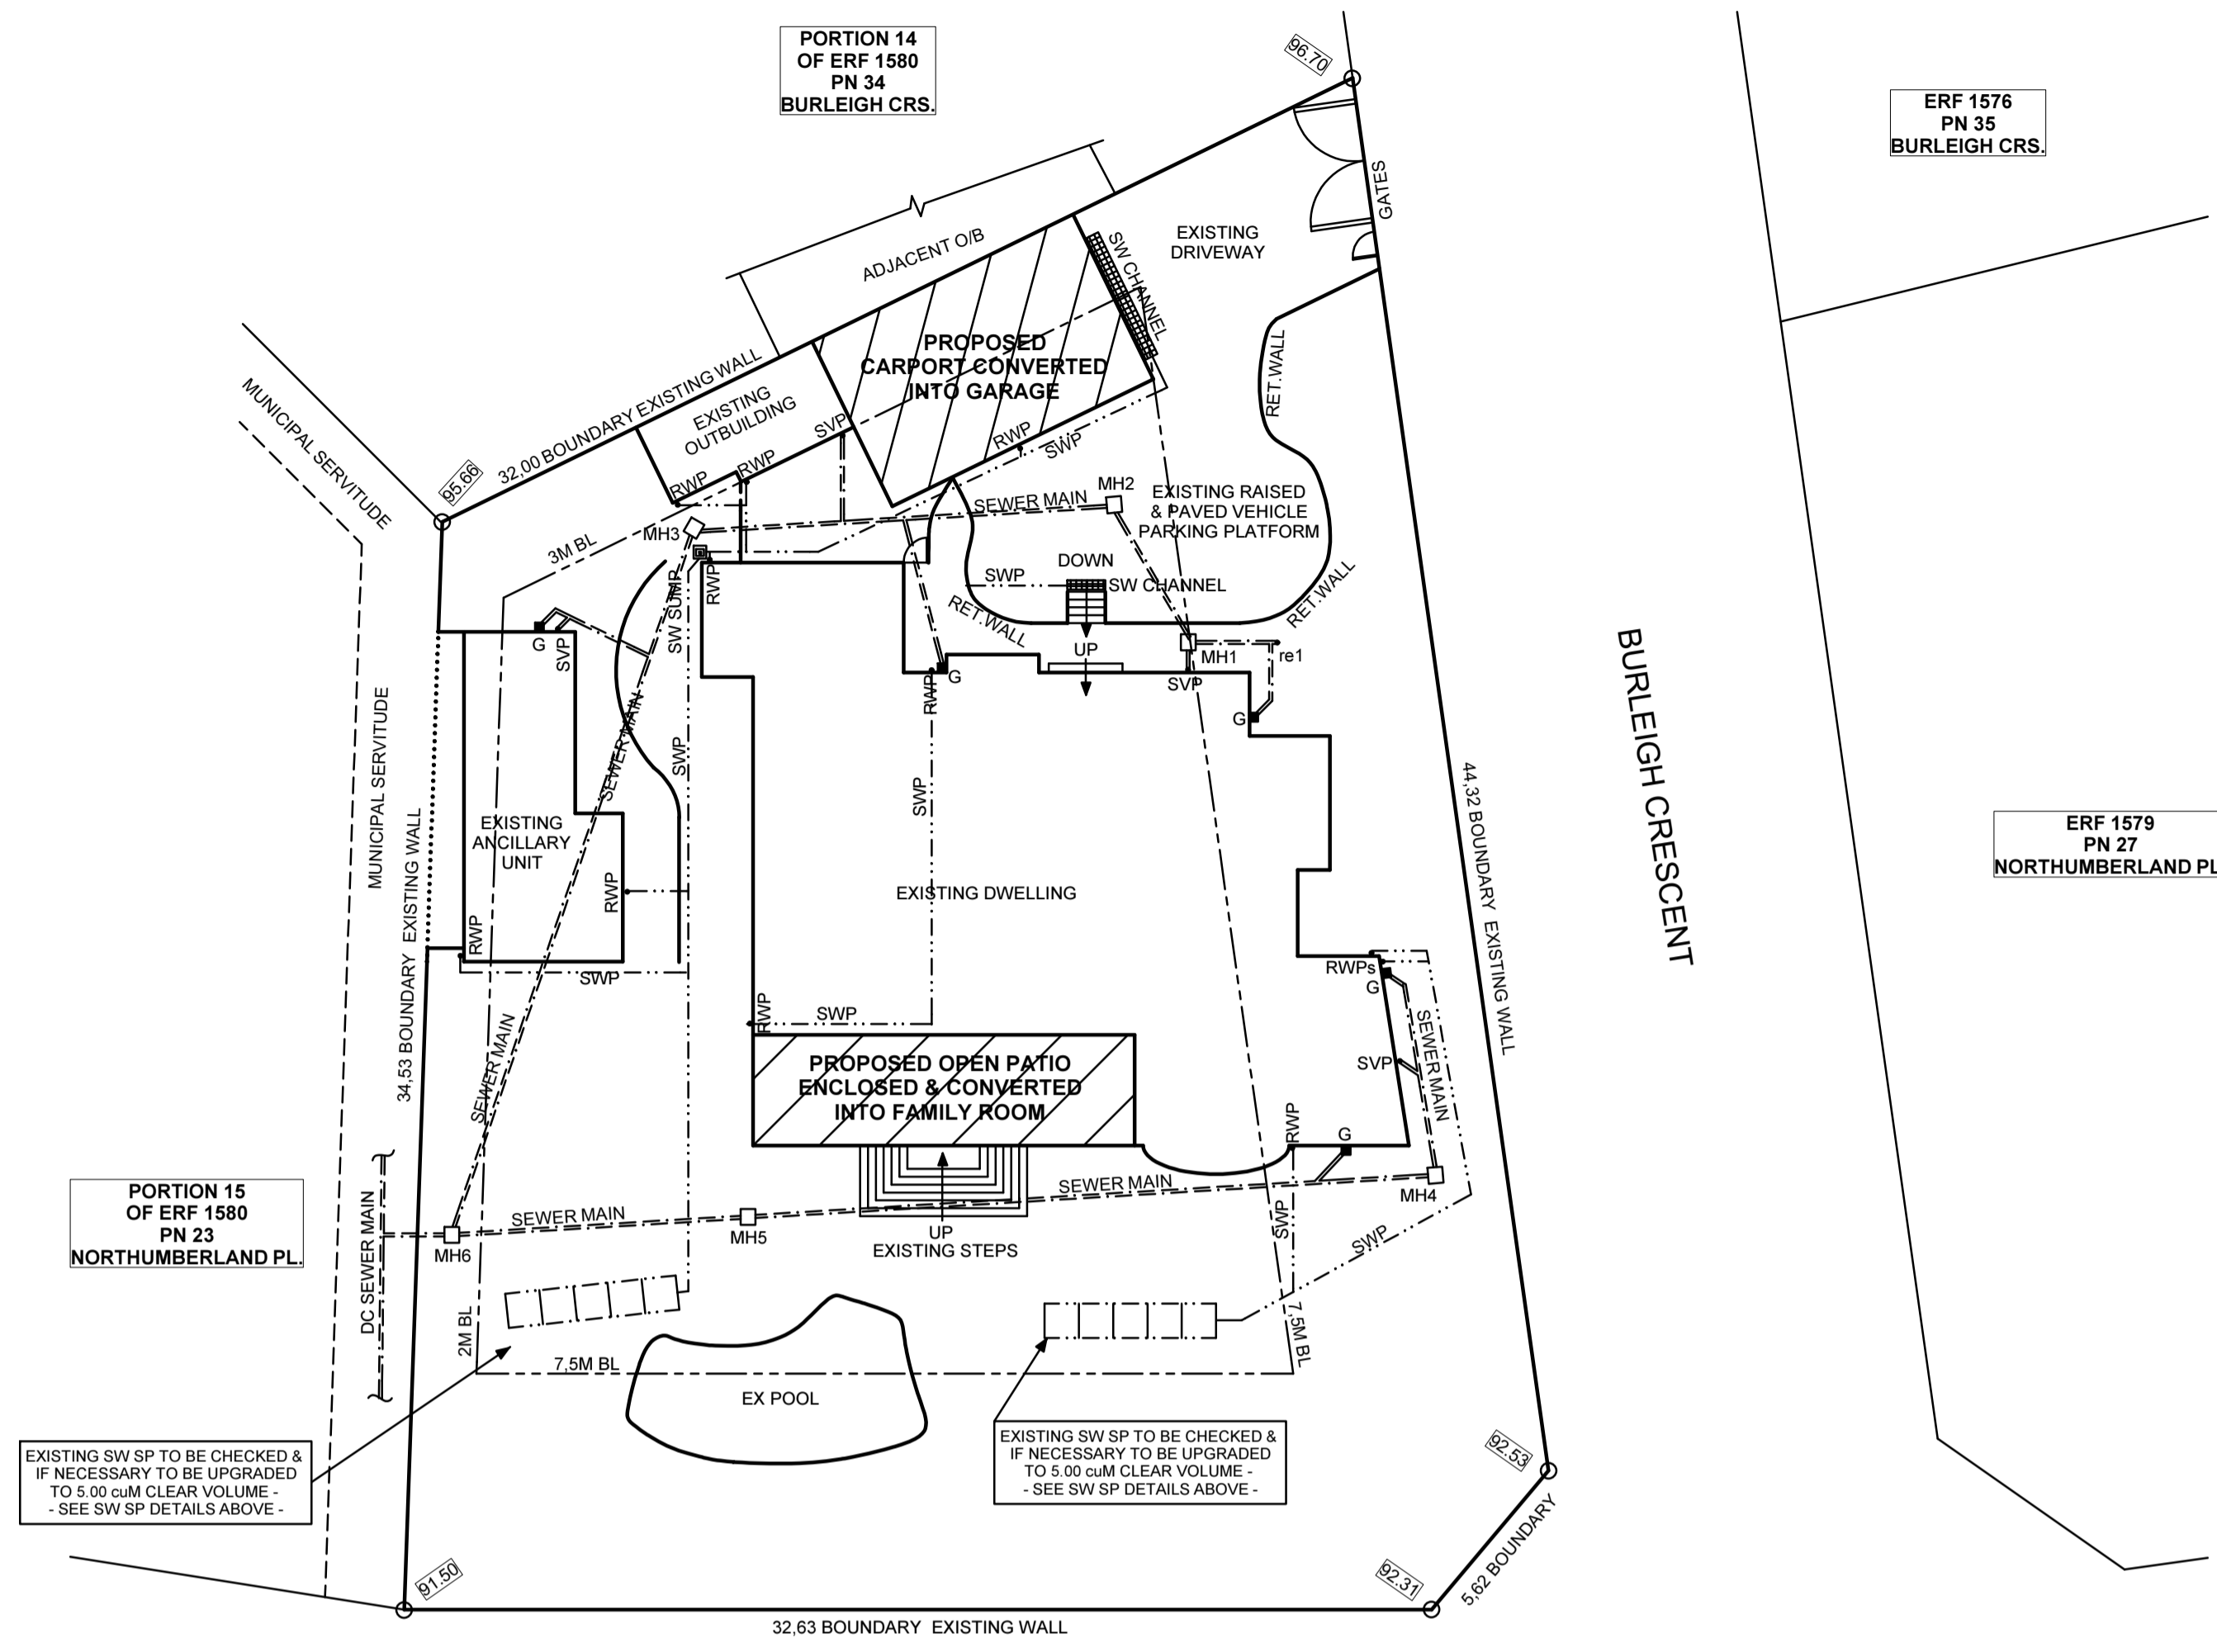 PORTION 14
OF ERF 1580
PN 34
BURLEIGH CRS.
96.70
ERF 1576
PN 35
BURLEIGH CRS.
GATES
EXISTING
DRIVEWAY
ADJACENT O/B
SW CHANNEL
PROPOSED
CARPORT CONVERTED
INTO GARAGE
RET.WALL
32,00 BOUNDARY EXISTING WALL
EXISTING
OUTBUILDING
MUNICIPAL SERVITUDE
95.66
SVP
RWP
SWP
RWP
RWP
MH2
SEWER MAIN
EXISTING RAISED
& PAVED VEHICLE
PARKING PLATFORM
MH3
3M BL
DOWN
SWP
SW CHANNEL
SW SUMP
RWP
RET.WALL
RET.WALL
G
SVP
UP
MH1
re1
SVP
G
RWP
G
SEWER MAIN
SWP
SWP
MUNICIPAL SERVITUDE
BURLEIGH CRESCENT
44,32 BOUNDARY  EXISTING WALL
ERF 1579
PN 27
NORTHUMBERLAND PL
EXISTING
ANCILLARY
UNIT
EXISTING DWELLING
RWP
RWP
34,53 BOUNDARY  EXISTING WALL
SWP
RWPs
G
RWP
SWP
SEWER MAIN
SEWER MAIN
SVP
PROPOSED OPEN PATIO
ENCLOSED & CONVERTED
INTO FAMILY ROOM
RWP
G
PORTION 15
OF ERF 1580
PN 23
NORTHUMBERLAND PL.
DC SEWER MAIN
SEWER MAIN
SEWER MAIN
MH4
MH6
MH5
UP
EXISTING STEPS
SWP
SWP
2M BL
7,5M BL
7,5M BL
EX POOL
EXISTING SW SP TO BE CHECKED &
IF NECESSARY TO BE UPGRADED
TO 5.00 cuM CLEAR VOLUME -
- SEE SW SP DETAILS ABOVE -
EXISTING SW SP TO BE CHECKED &
IF NECESSARY TO BE UPGRADED
TO 5.00 cuM CLEAR VOLUME -
- SEE SW SP DETAILS ABOVE -
92.53
5,62 BOUNDARY
91.50
92.31
32,63 BOUNDARY  EXISTING WALL